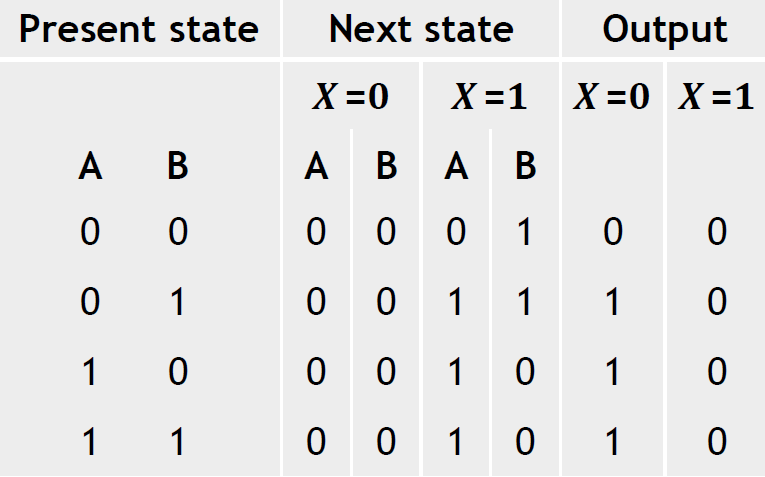 Present state Next state Output
X =0 X =1 X =0 X =1
A B A B A B
0 0 0 0 0 1 0 0
0 1 0 0 1 1 1 0
1 0 0 0 1 0 1 0
1 1 0 0 1 0 1 0